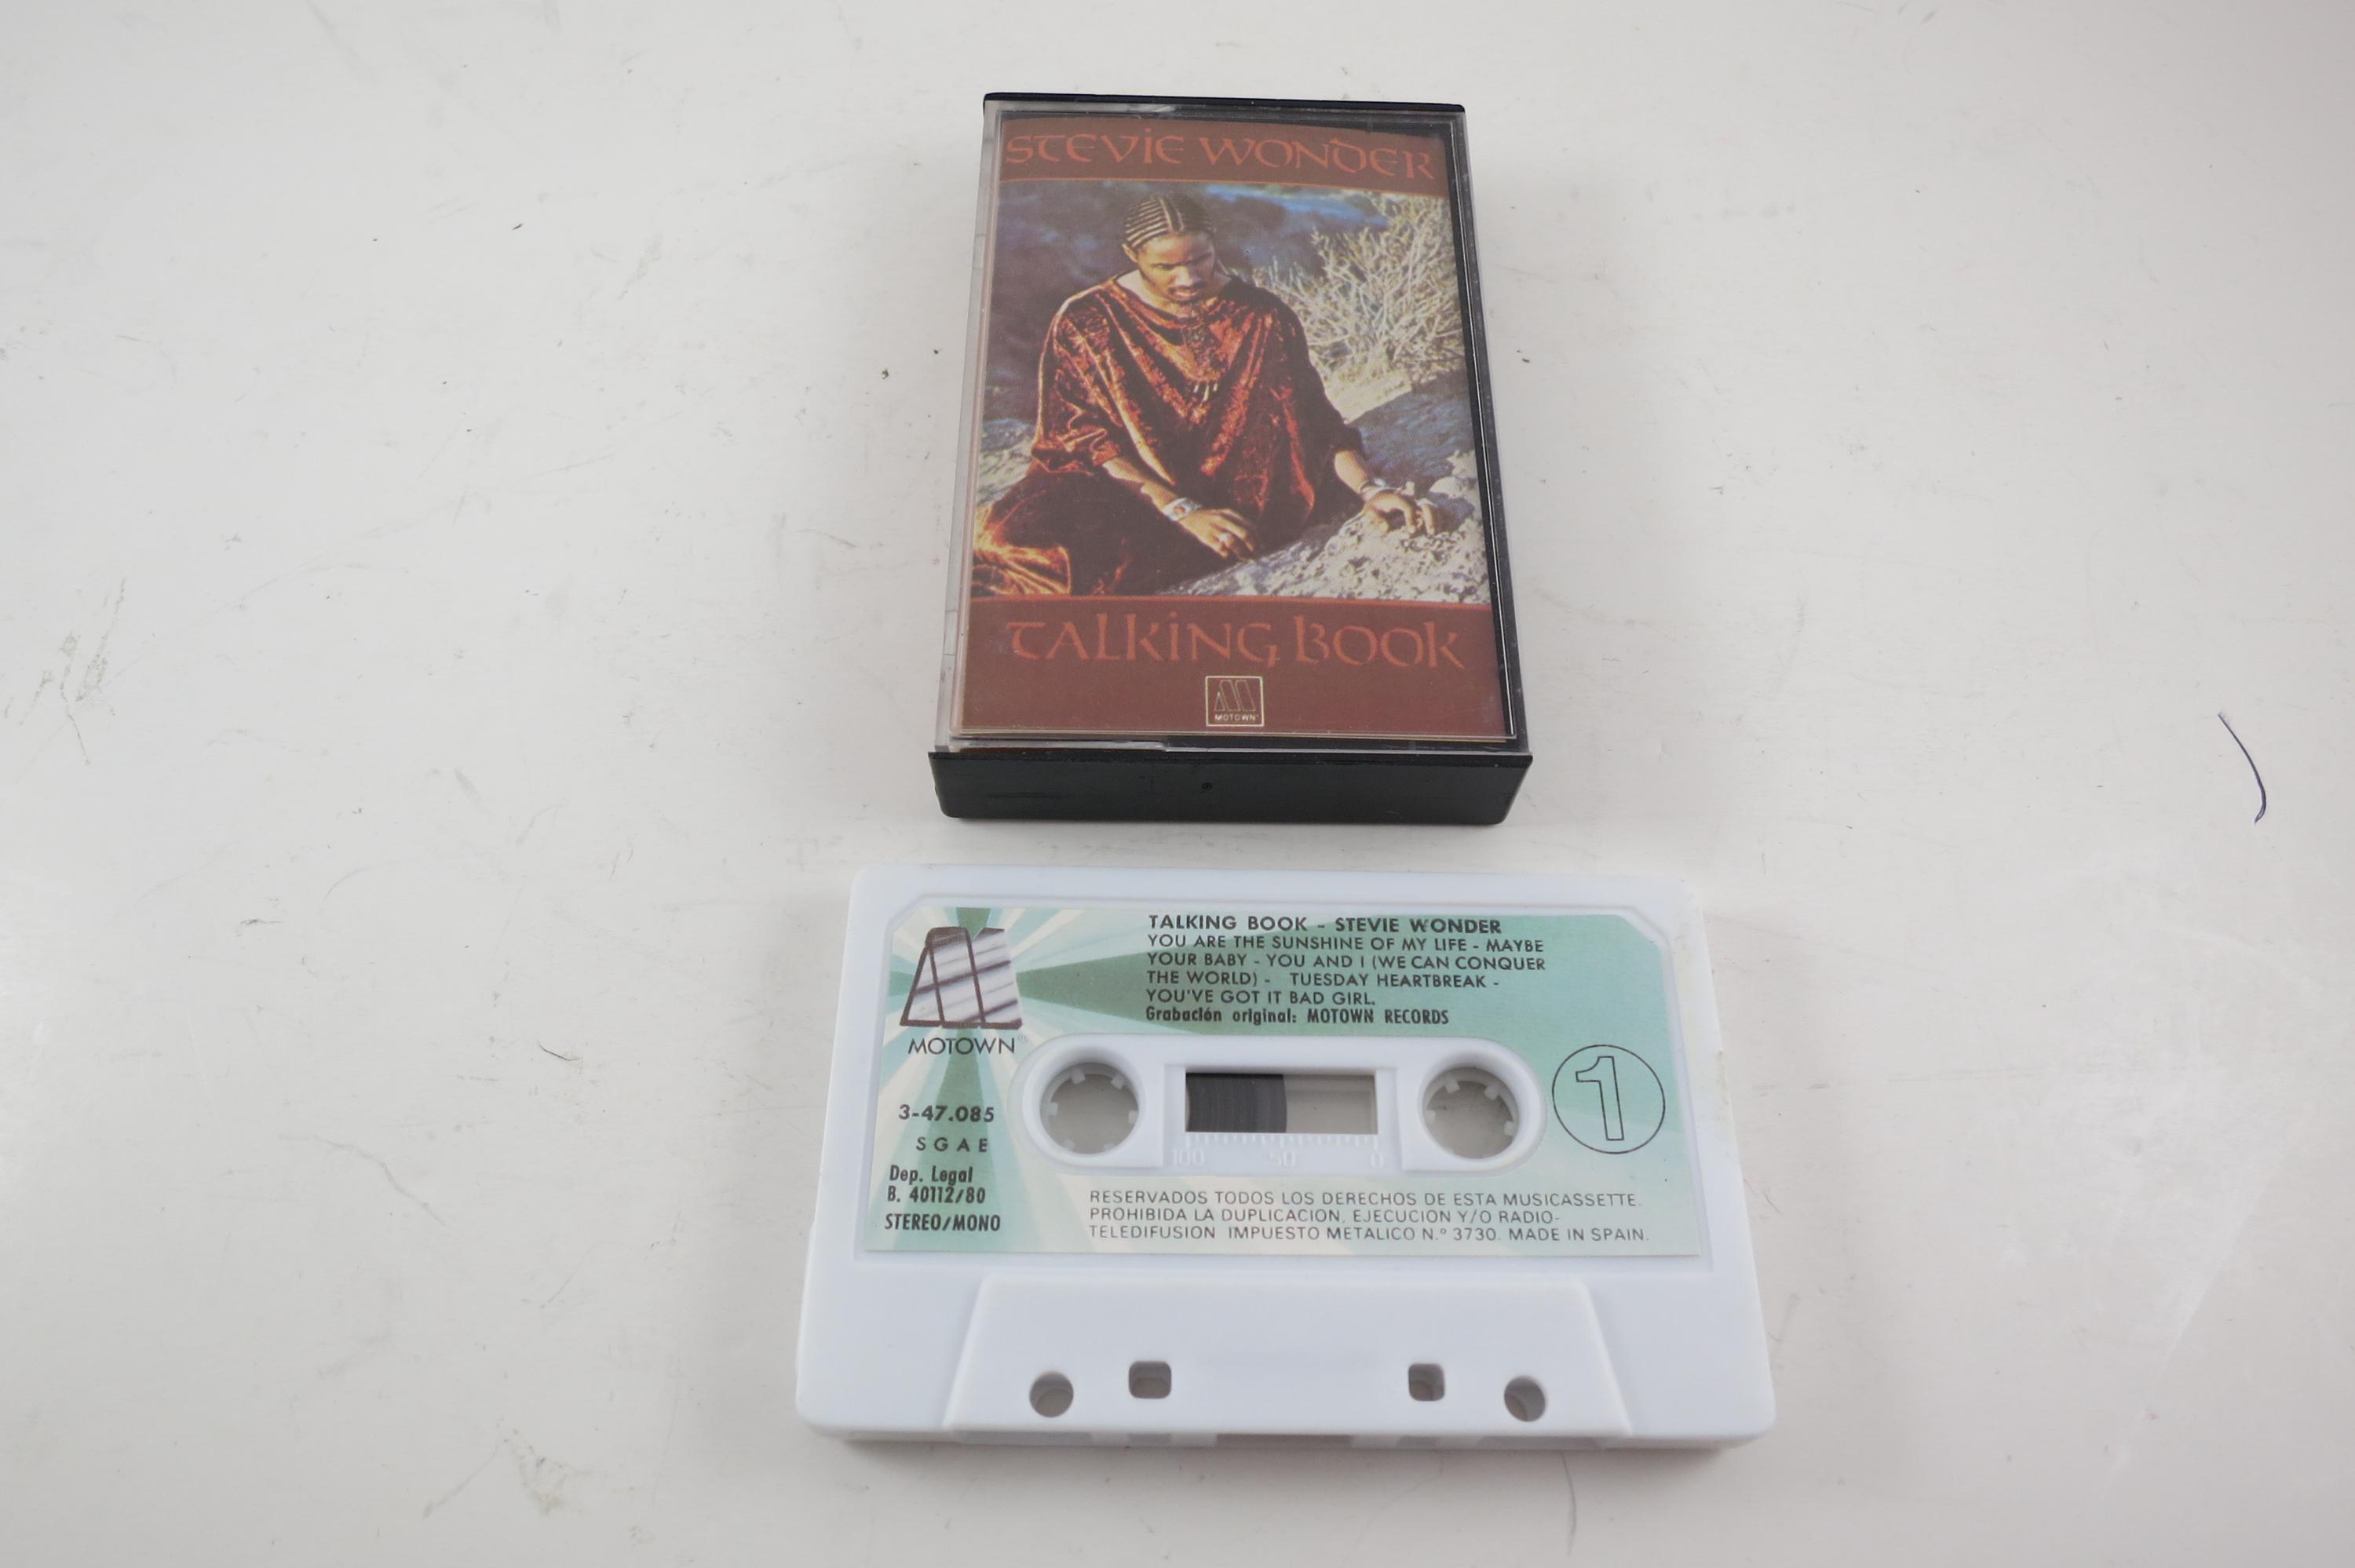 STEVIE WONDER
TALKING BOOK
MOTOWN
TALKING BOOK - STEVIE WONDER
YOU ARE THE SUNSHINE OF MY LIFE - MAYBE
YOUR BABY - YOU AND I (WE CAN CONQUER
THE WORLD) - TUESDAY HEARTBREAK -
YOU'VE GOT IT BAD GIRL.
Grabación original: MOTOWN RECORDS
MOTOWN
1
3-47.085
SGAE
Dep. Legal
B. 40112/80
STEREO/MONO
100 50 0
RESERVADOS TODOS LOS DERECHOS DE ESTA MUSICASSETTE.
PROHIBIDA LA DUPLICACION, EJECUCION Y/O RADIO-
TELEDIFUSION IMPUESTO METALICO N.º 3730. MADE IN SPAIN.